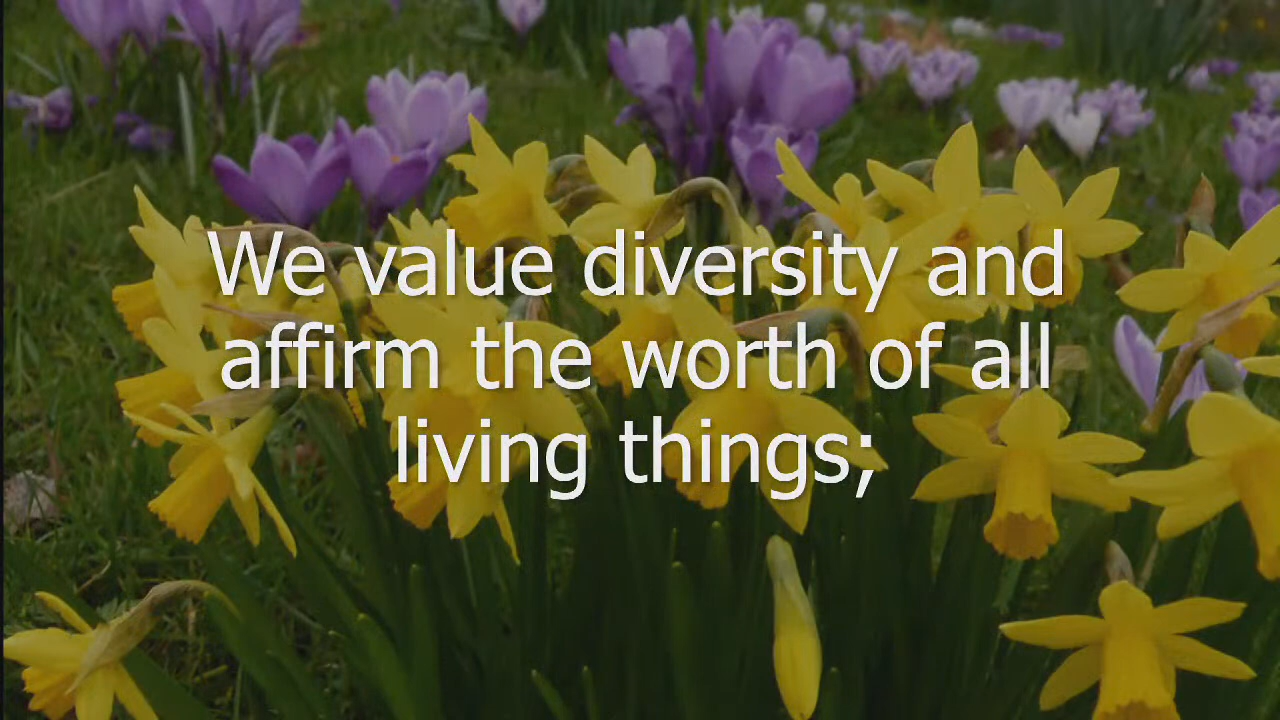 We value diversity and
affirm the worth of all
living things;